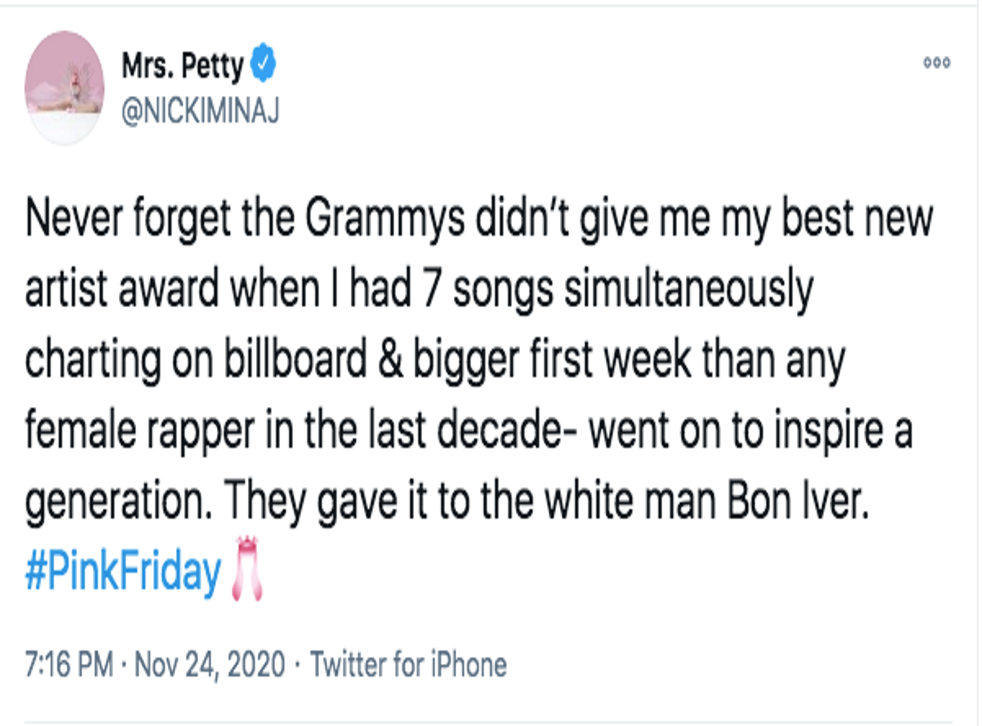 Mrs. Petty
@NICKIMINAJ
Never forget the Grammys didn’t give me my best new
artist award when I had 7 songs simultaneously
charting on billboard & bigger first week than any
female rapper in the last decade- went on to inspire a
generation. They gave it to the white man Bon Iver.
#PinkFriday
7:16 PM · Nov 24, 2020 · Twitter for iPhone